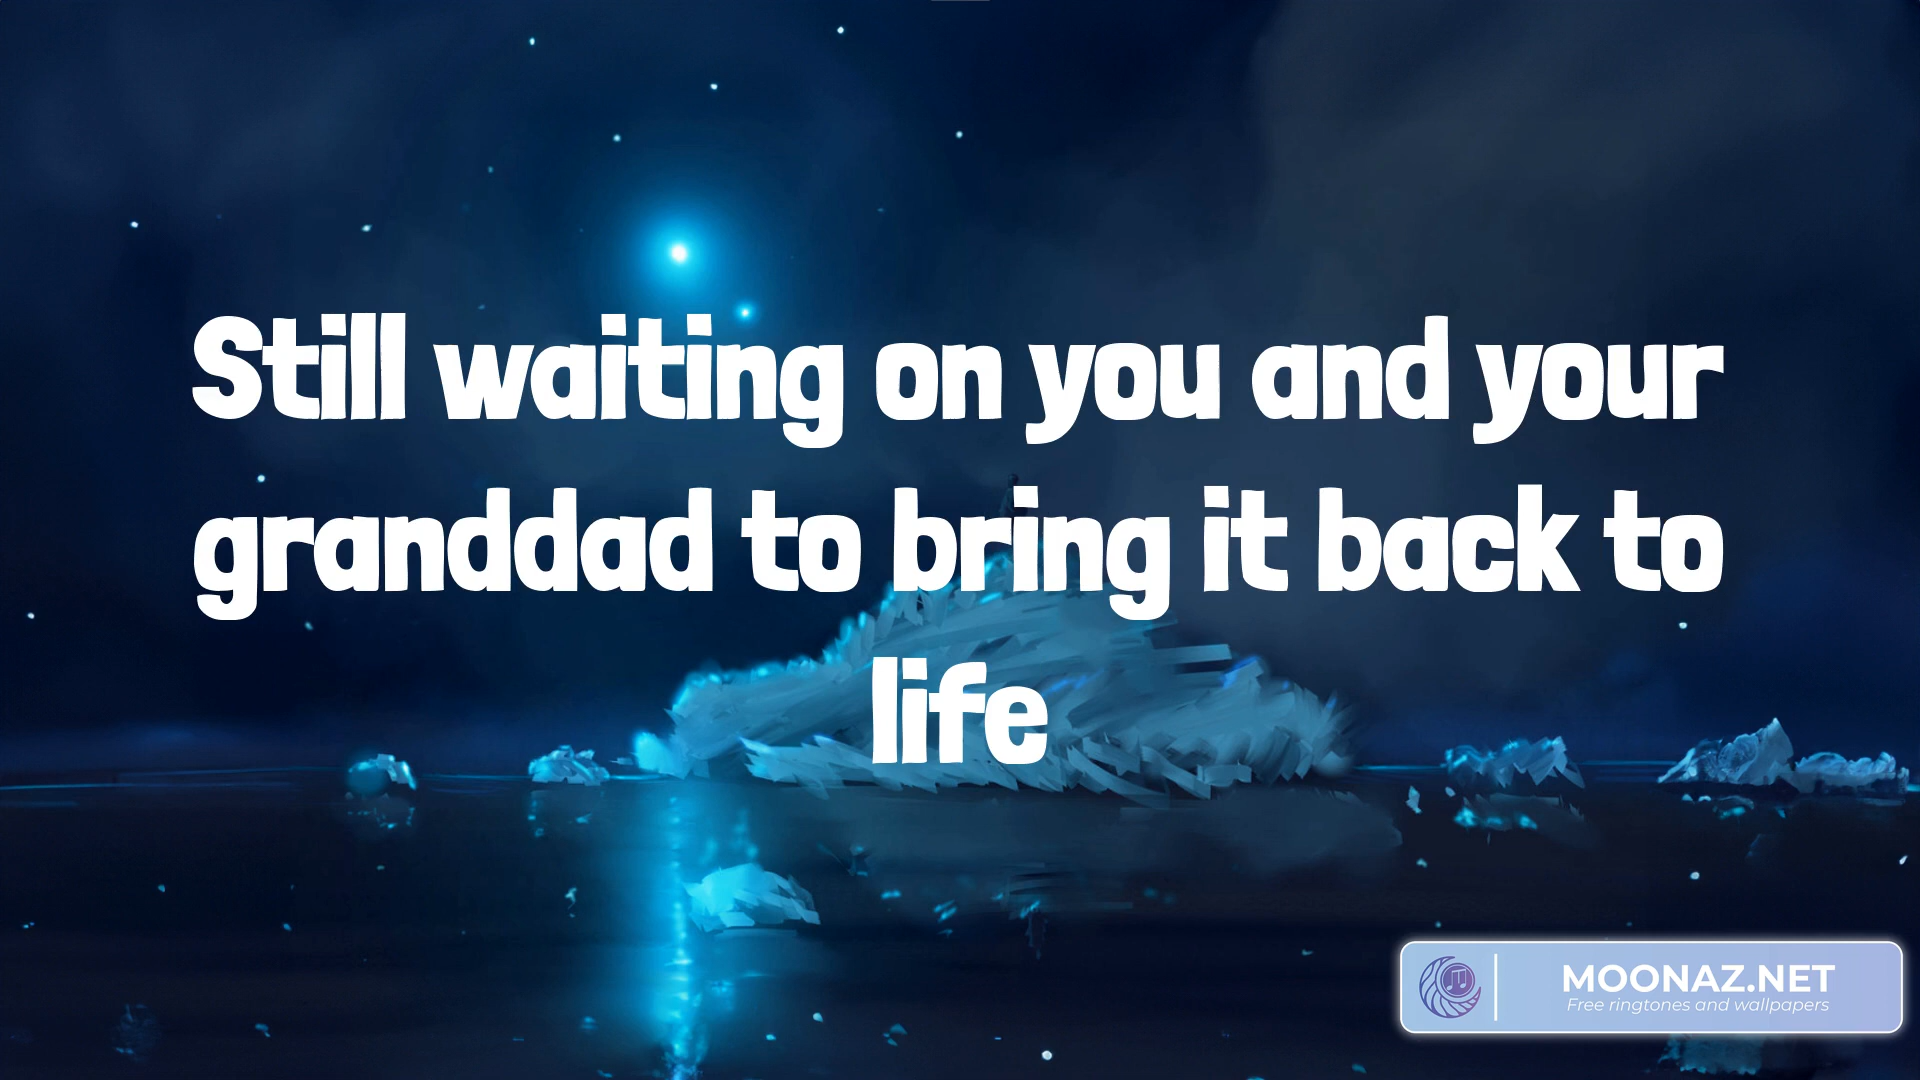 Still waiting on you and your
granddad to bring it back to
life
MOONAZ.NET
Free ringtones and wallpapers